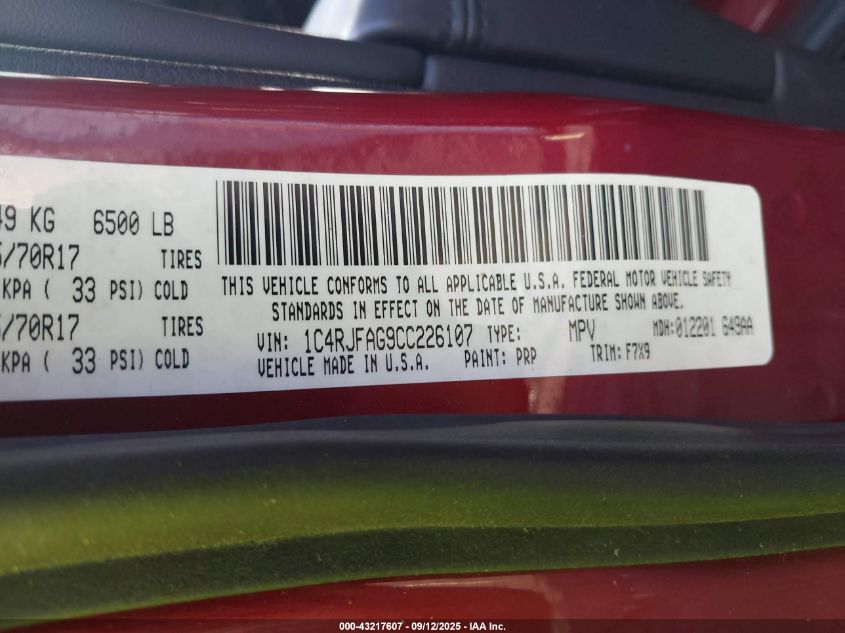 49 KG 6500 LB
/70R17 TIRES
KPA ( 33 PSI) COLD
/70R17 TIRES
KPA ( 33 PSI) COLD
THIS VEHICLE CONFORMS TO ALL APPLICABLE U.S.A. FEDERAL MOTOR VEHICLE SAFETY
STANDARDS IN EFFECT ON THE DATE OF MANUFACTURE SHOWN ABOVE.
VIN: 1C4RJFAG9CC226107 TYPE: MPV MDH:012201 649AA
VEHICLE MADE IN U.S.A. PAINT: PRP TRIM: F7X9
000-43217607 - 09/12/2025 - IAA Inc.